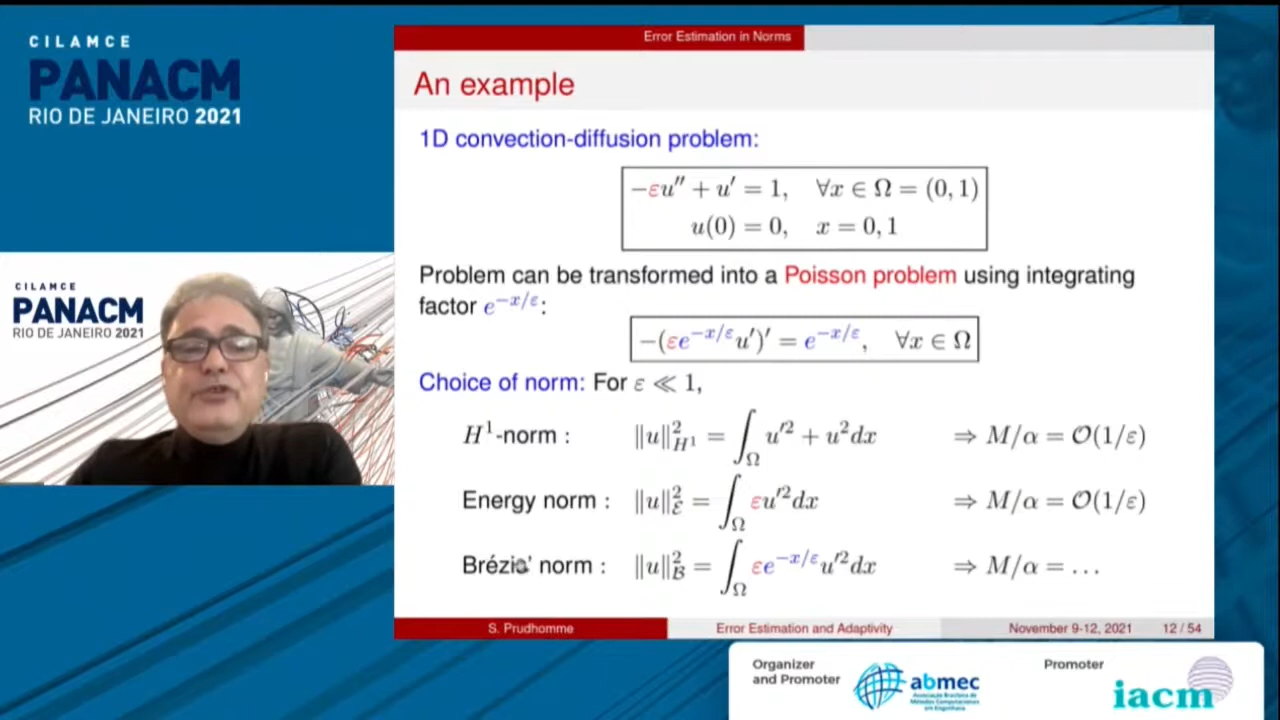 CILAMCE
PANACM
RIO DE JANEIRO 2021
CILAMCE
PANACM
RIO DE JANEIRO 2021
Error Estimation in Norms
An example
1D convection-diffusion problem:
−εu″ + u′ = 1, ∀x ∈ Ω = (0, 1)
u(0) = 0, x = 0, 1
Problem can be transformed into a Poisson problem using integrating
factor e^{−x/ε}:
−(εe^{−x/ε}u′)′ = e^{−x/ε}, ∀x ∈ Ω
Choice of norm: For ε ≪ 1,
H¹-norm : ‖u‖²_{H¹} = ∫_Ω u′² + u²dx ⇒ M/α = O(1/ε)
Energy norm : ‖u‖²_ℰ = ∫_Ω εu′²dx ⇒ M/α = O(1/ε)
Brézis' norm : ‖u‖²_B = ∫_Ω εe^{−x/ε}u′²dx ⇒ M/α = . . .
S. Prudhomme Error Estimation and Adaptivity November 9-12, 2021 12 / 54
Organizer
and Promoter
abmec
Associação Brasileira de
Métodos Computacionais
em Engenharia
Promoter
iacm